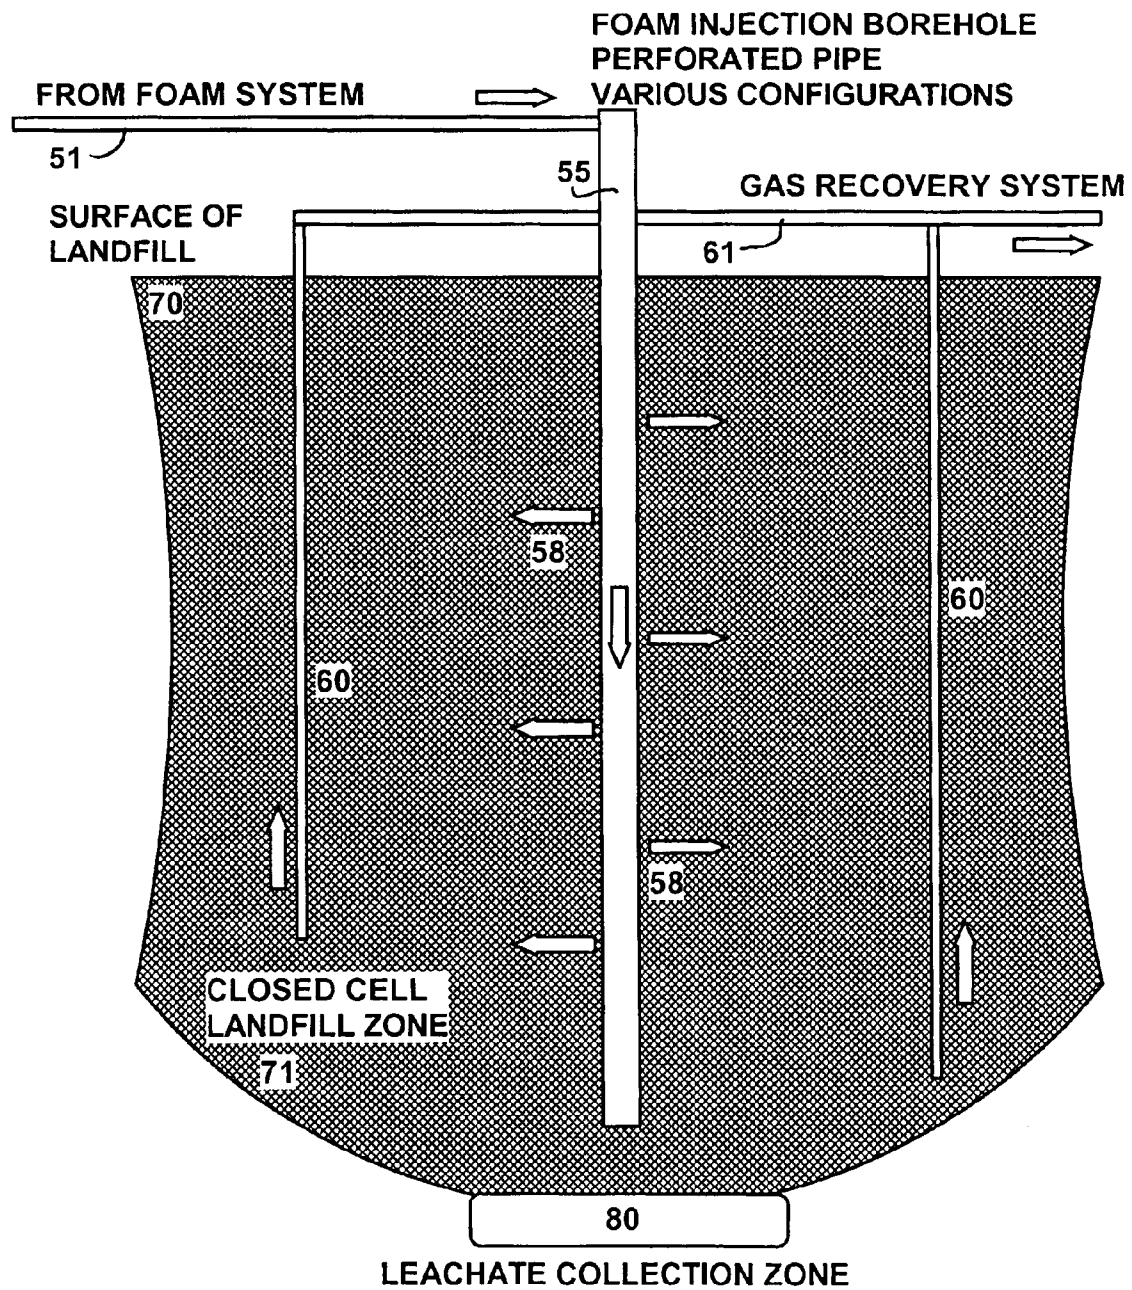 FOAM INJECTION BOREHOLE
PERFORATED PIPE
VARIOUS CONFIGURATIONS
FROM FOAM SYSTEM
51
55
GAS RECOVERY SYSTEM
SURFACE OF
LANDFILL
61
70
58
60
60
58
CLOSED CELL
LANDFILL ZONE
71
80
LEACHATE COLLECTION ZONE